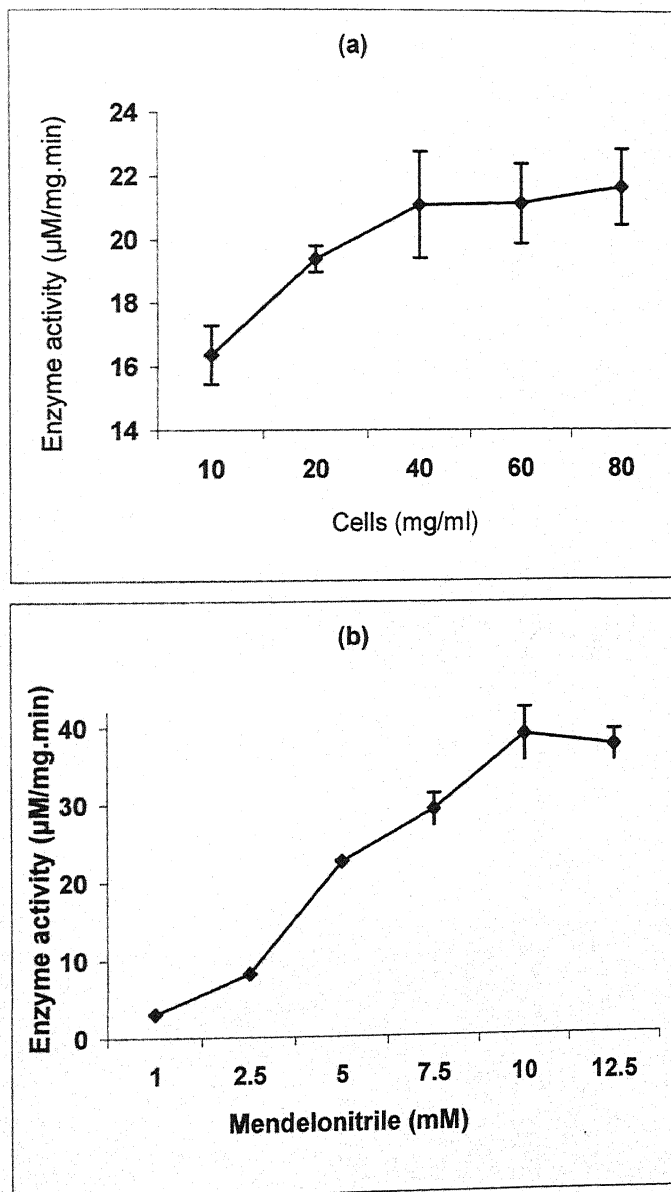 (a)
Enzyme activity (µM/mg.min)
24
22
20
18
16
14
10 20 40 60 80
Cells (mg/ml)
(b)
Enzyme activity (µM/mg.min)
40
30
20
10
0
1 2.5 5 7.5 10 12.5
Mendelonitrile (mM)